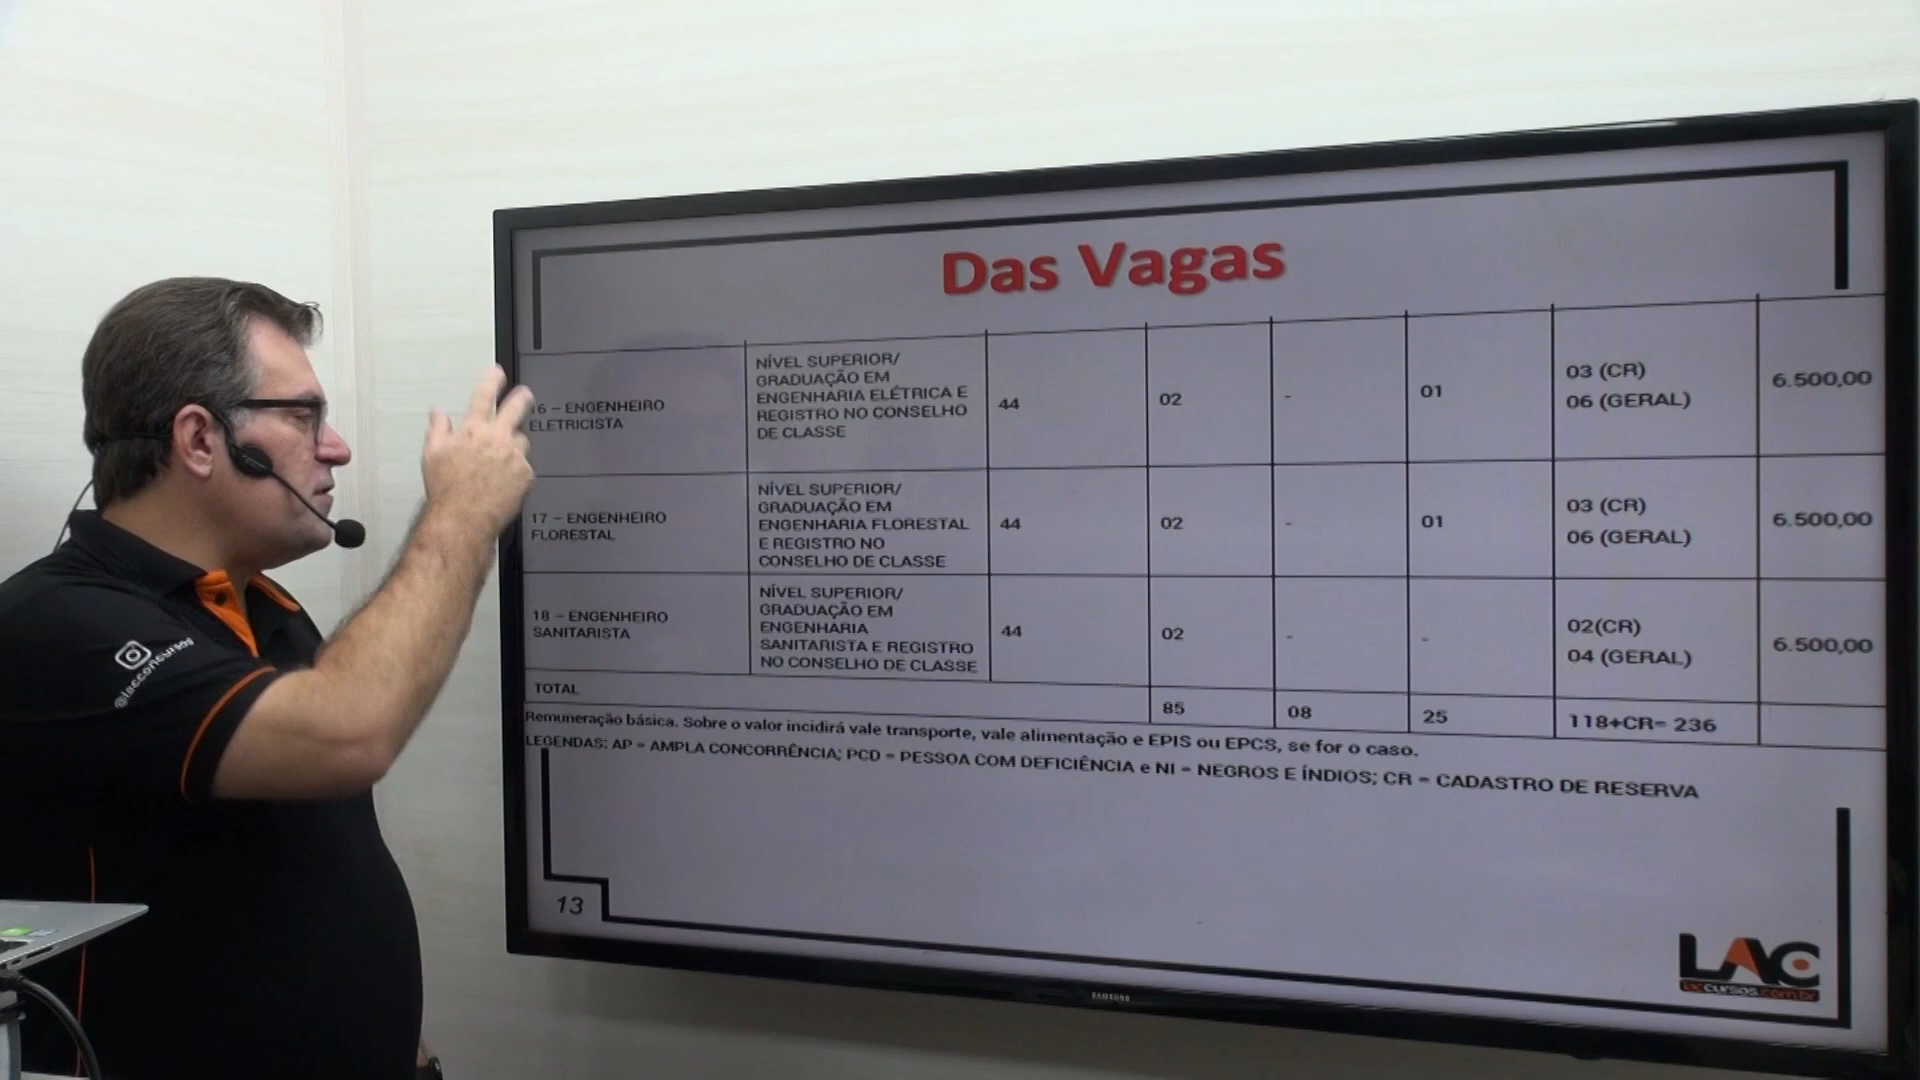 Das Vagas
16 – ENGENHEIRO
ELETRICISTA
NÍVEL SUPERIOR/
GRADUAÇÃO EM
ENGENHARIA ELÉTRICA E
REGISTRO NO CONSELHO
DE CLASSE
44
02
-
01
03 (CR)
06 (GERAL)
6.500,00
17 – ENGENHEIRO
FLORESTAL
NÍVEL SUPERIOR/
GRADUAÇÃO EM
ENGENHARIA FLORESTAL
E REGISTRO NO
CONSELHO DE CLASSE
44
02
-
01
03 (CR)
06 (GERAL)
6.500,00
18 – ENGENHEIRO
SANITARISTA
NÍVEL SUPERIOR/
GRADUAÇÃO EM
ENGENHARIA
SANITARISTA E REGISTRO
NO CONSELHO DE CLASSE
44
02
-
-
02(CR)
04 (GERAL)
6.500,00
TOTAL
85
08
25
118+CR= 236
Remuneração básica. Sobre o valor incidirá vale transporte, vale alimentação e EPIS ou EPCS, se for o caso.
LEGENDAS: AP = AMPLA CONCORRÊNCIA; PCD = PESSOA COM DEFICIÊNCIA e NI = NEGROS E ÍNDIOS; CR = CADASTRO DE RESERVA
13
LAC
LACCURSOS.com.br
SAMSUNG